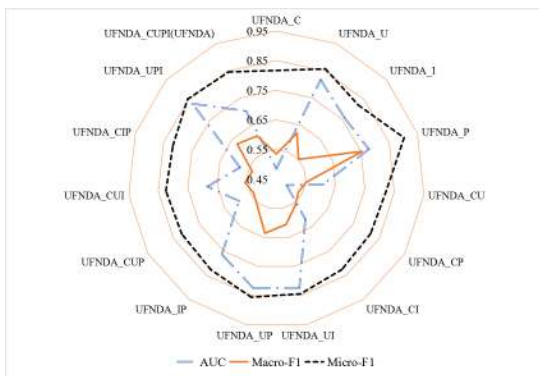 UFNDA_C
UFNDA_U
UFNDA_I
UFNDA_P
UFNDA_CU
UFNDA_CP
UFNDA_CI
UFNDA_UI
UFNDA_UP
UFNDA_IP
UFNDA_CUP
UFNDA_CUI
UFNDA_CIP
UFNDA_UPI
UFNDA_CUPI(UFNDA)
0.95
0.85
0.75
0.65
0.55
0.45
AUC Macro-F1 Micro-F1